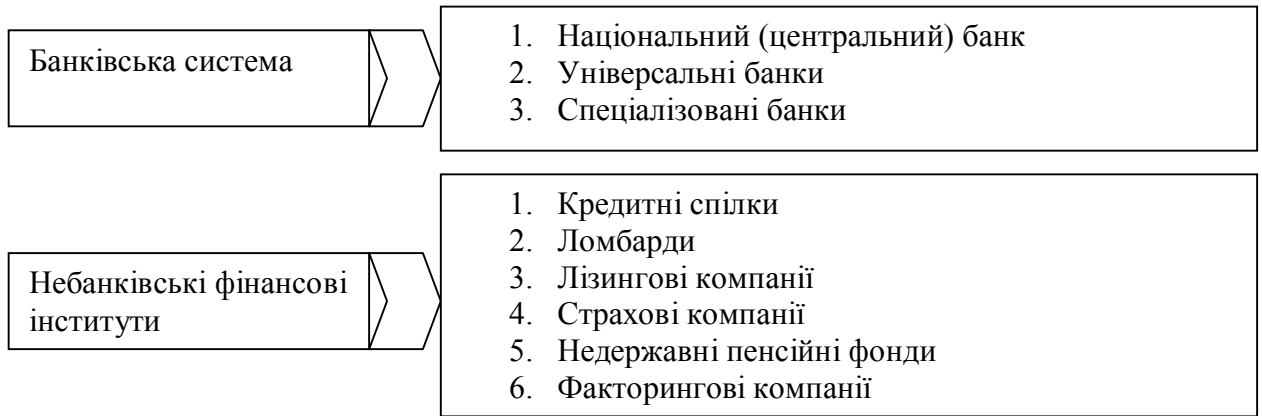 Банківська система
1. Національний (центральний) банк
2. Універсальні банки
3. Спеціалізовані банки
Небанківські фінансові
інститути
1. Кредитні спілки
2. Ломбарди
3. Лізингові компанії
4. Страхові компанії
5. Недержавні пенсійні фонди
6. Факторингові компанії